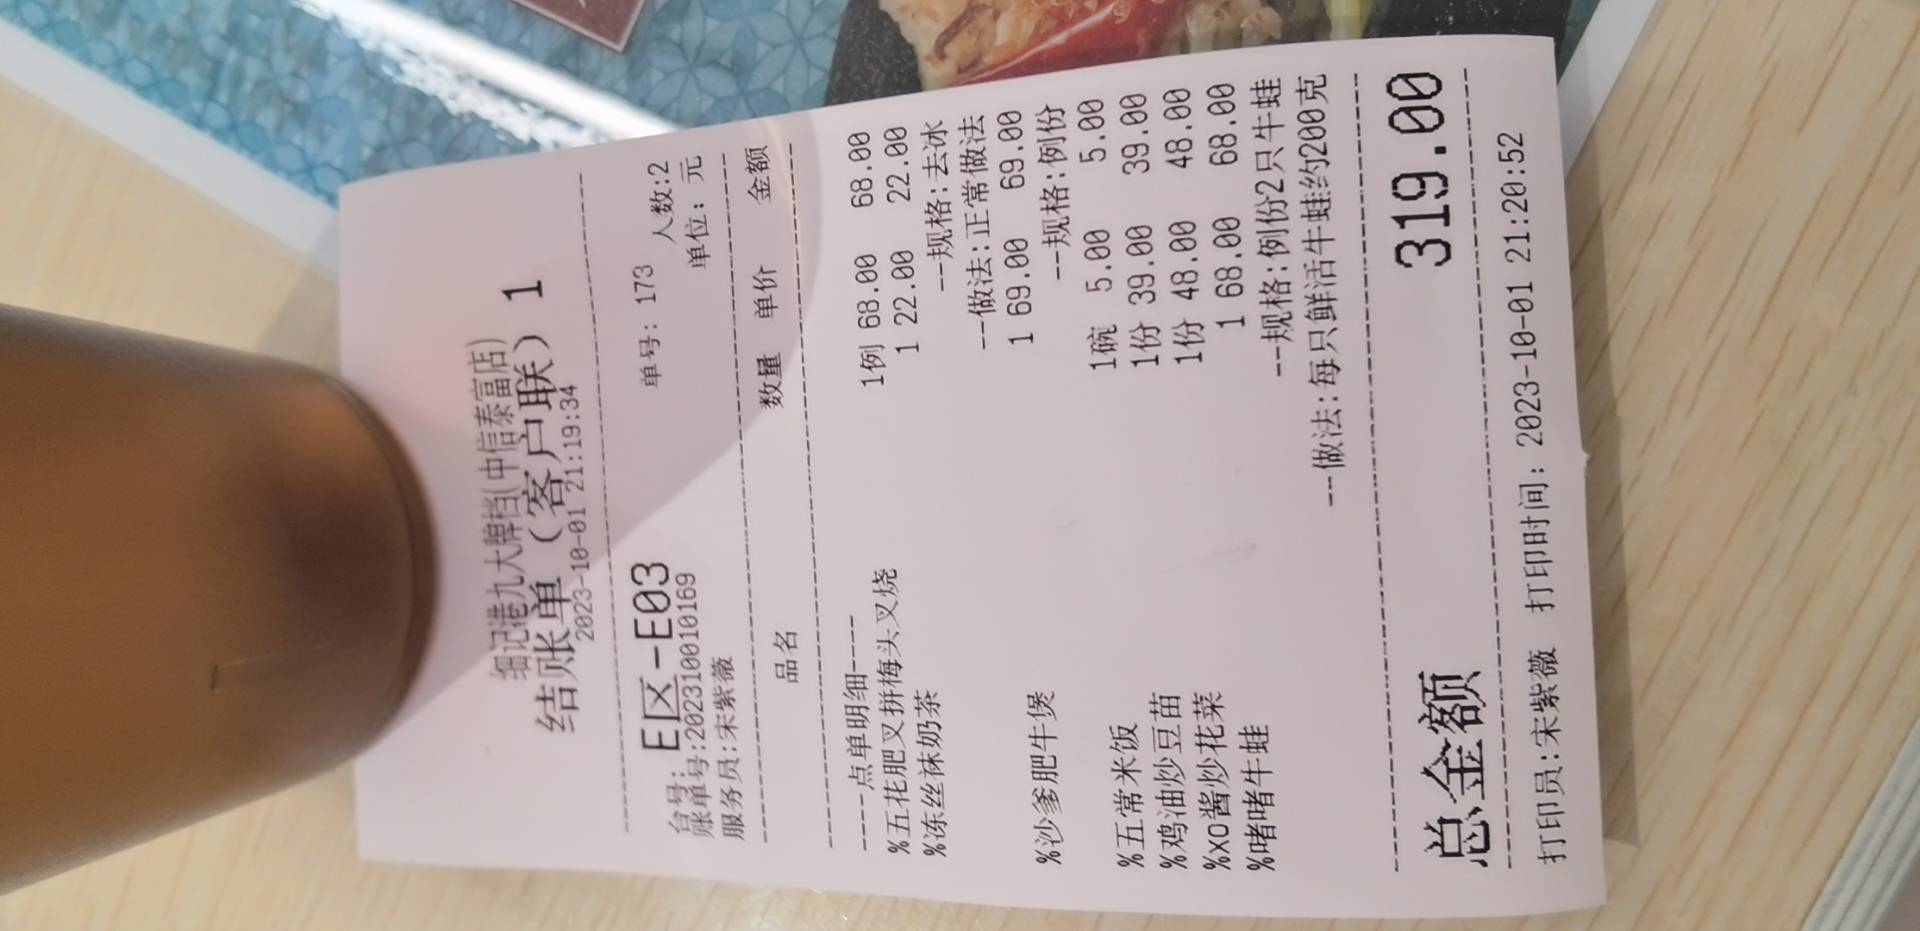 细记港九大牌档(中信泰富店)
结账单（客户联）1
2023-10-01 21:19:34
台号: E区-E03 单号: 173
账单号:2023100101​69 人数:2
服务员:宋紫薇 单位: 元
品名 数量 单价 金额
----点单明细----
%五花肥叉拼梅头叉烧 1例 68.00 68.00
%冻丝袜奶茶 1 22.00 22.00
--规格:去冰
--做法:正常做法
%沙爹肥牛煲 1 69.00 69.00
--规格:例份
%五常米饭 1碗 5.00 5.00
%鸡油炒豆苗 1份 39.00 39.00
%XO酱炒花菜 1份 48.00 48.00
%啫啫牛蛙 1 68.00 68.00
--规格:例份2只牛蛙
--做法:每只鲜活牛蛙约200克
总金额 319.00
打印员:宋紫薇 打印时间: 2023-10-01 21:20:52